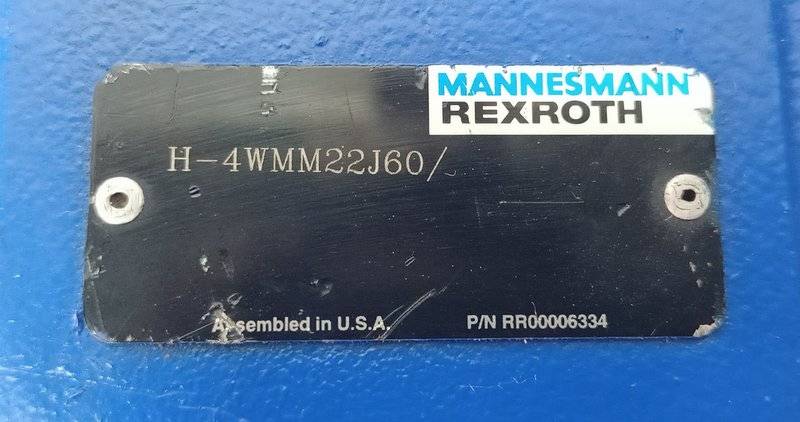 MANNESMANN
REXROTH
H-4WMM22J60/
Assembled in U.S.A.
P/N RR00006334